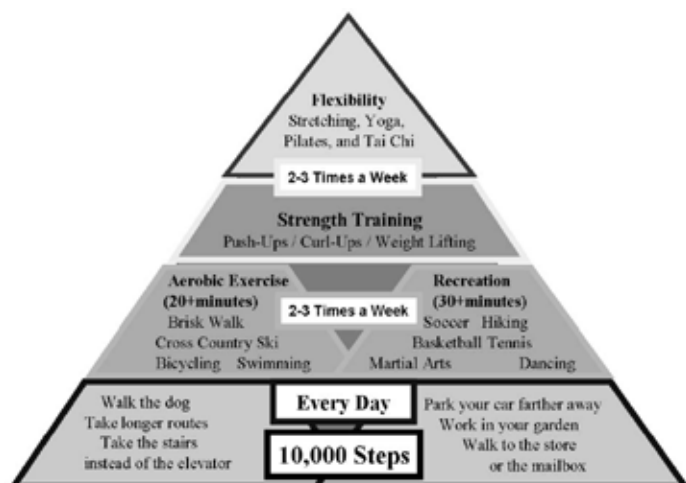 Flexibility
Stretching, Yoga,
Pilates, and Tai Chi
2-3 Times a Week
Strength Training
Push-Ups / Curl-Ups / Weight Lifting
Aerobic Exercise
(20+minutes)
Brisk Walk
Cross Country Ski
Bicycling Swimming
2-3 Times a Week
Recreation
(30+minutes)
Soccer Hiking
Basketball Tennis
Martial Arts Dancing
Walk the dog
Take longer routes
Take the stairs
instead of the elevator
Every Day
10,000 Steps
Park your car farther away
Work in your garden
Walk to the store
or the mailbox